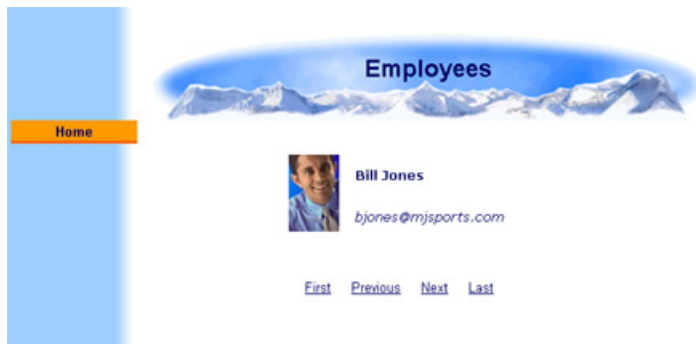 Employees
Home
Bill Jones
bjones@mjsports.com
First Previous Next Last